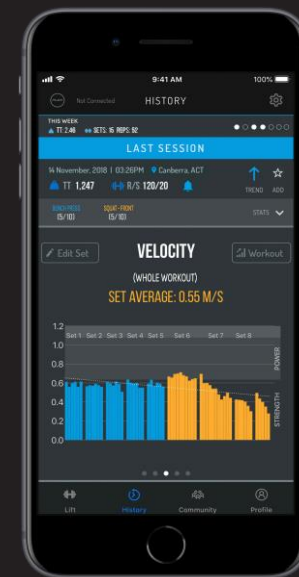 9:41 AM 100%
Not Connected HISTORY
THIS WEEK
TT: 2.46 SETS: 15 REPS: 52
LAST SESSION
14 November, 2018 | 03:26PM Canberra, ACT
TT 1,247 R/S 120/20
TREND ADD
BENCH PRESS SQUAT - FRONT
(5/10) (5/10) STATS
Edit Set VELOCITY Workout
(WHOLE WORKOUT)
SET AVERAGE: 0.55 M/S
1.2
Set 1 Set 2 Set 3 Set 4 Set 5 Set 6 Set 7 Set 8
1.0
POWER
0.8
0.6
0.4
STRENGTH
0.2
0.0
Lift History Community Profile